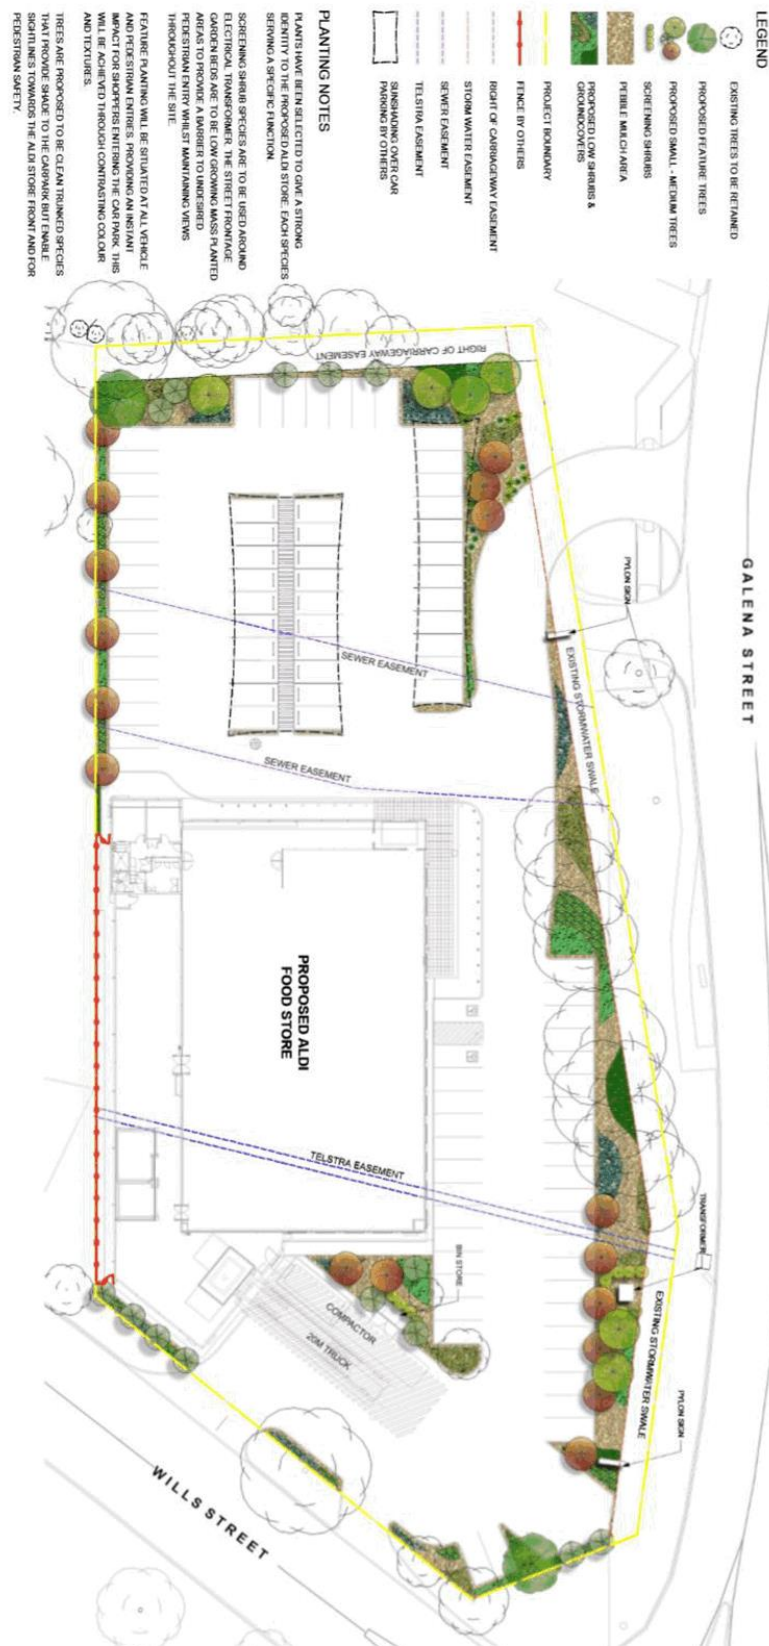 LEGEND
EXISTING TREES TO BE RETAINED
PROPOSED FEATURE TREES
PROPOSED SMALL - MEDIUM TREES
SCREENING SHRUBS
PEBBLE MULCH AREA
PROPOSED LOW SHRUBS &
GROUNDCOVERS
PROJECT BOUNDARY
FENCE BY OTHERS
RIGHT OF CARRIAGEWAY EASEMENT
STORM WATER EASEMENT
SEWER EASEMENT
TELSTRA EASEMENT
SUNSHADING OVER CAR
PARKING BY OTHERS
PLANTING NOTES
PLANTS HAVE BEEN SELECTED TO GIVE A STRONG
IDENTITY TO THE PROPOSED ALDI STORE. EACH SPECIES
SERVING A SPECIFIC FUNCTION.
SCREENING SHRUB SPECIES ARE TO BE USED AROUND
ELECTRICAL TRANSFORMER. THE STREET FRONTAGE
GARDEN BEDS ARE TO BE LOW GROWING MASS PLANTED
AREAS TO PROVIDE A BARRIER TO UNDESIRED
PEDESTRIAN ENTRY WHILST MAINTAINING VIEWS
THROUGHOUT THE SITE.
FEATURE PLANTING WILL BE SITUATED AT ALL VEHICLE
AND PEDESTRIAN ENTRIES. PROVIDING AN INSTANT
IMPACT FOR SHOPPERS ENTERING THE CAR PARK. THIS
WILL BE ACHIEVED THROUGH CONTRASTING COLOUR
AND TEXTURES.
TREES ARE PROPOSED TO BE CLEAN TRUNKED SPECIES
THAT PROVIDE SHADE TO THE CARPARK BUT ENABLE
SIGHTLINES TOWARDS THE ALDI STORE FRONT AND FOR
PEDESTRIAN SAFETY.
GALENA STREET
RIGHT OF CARRIAGEWAY EASEMENT
PYLON SIGN
EXISTING STORMWATER SWALE
SEWER EASEMENT
SEWER EASEMENT
PROPOSED ALDI
FOOD STORE
TELSTRA EASEMENT
TRANSFORMER
BIN STORE
COMPACTOR
20M TRUCK
EXISTING STORMWATER SWALE
PYLON SIGN
WILLS STREET